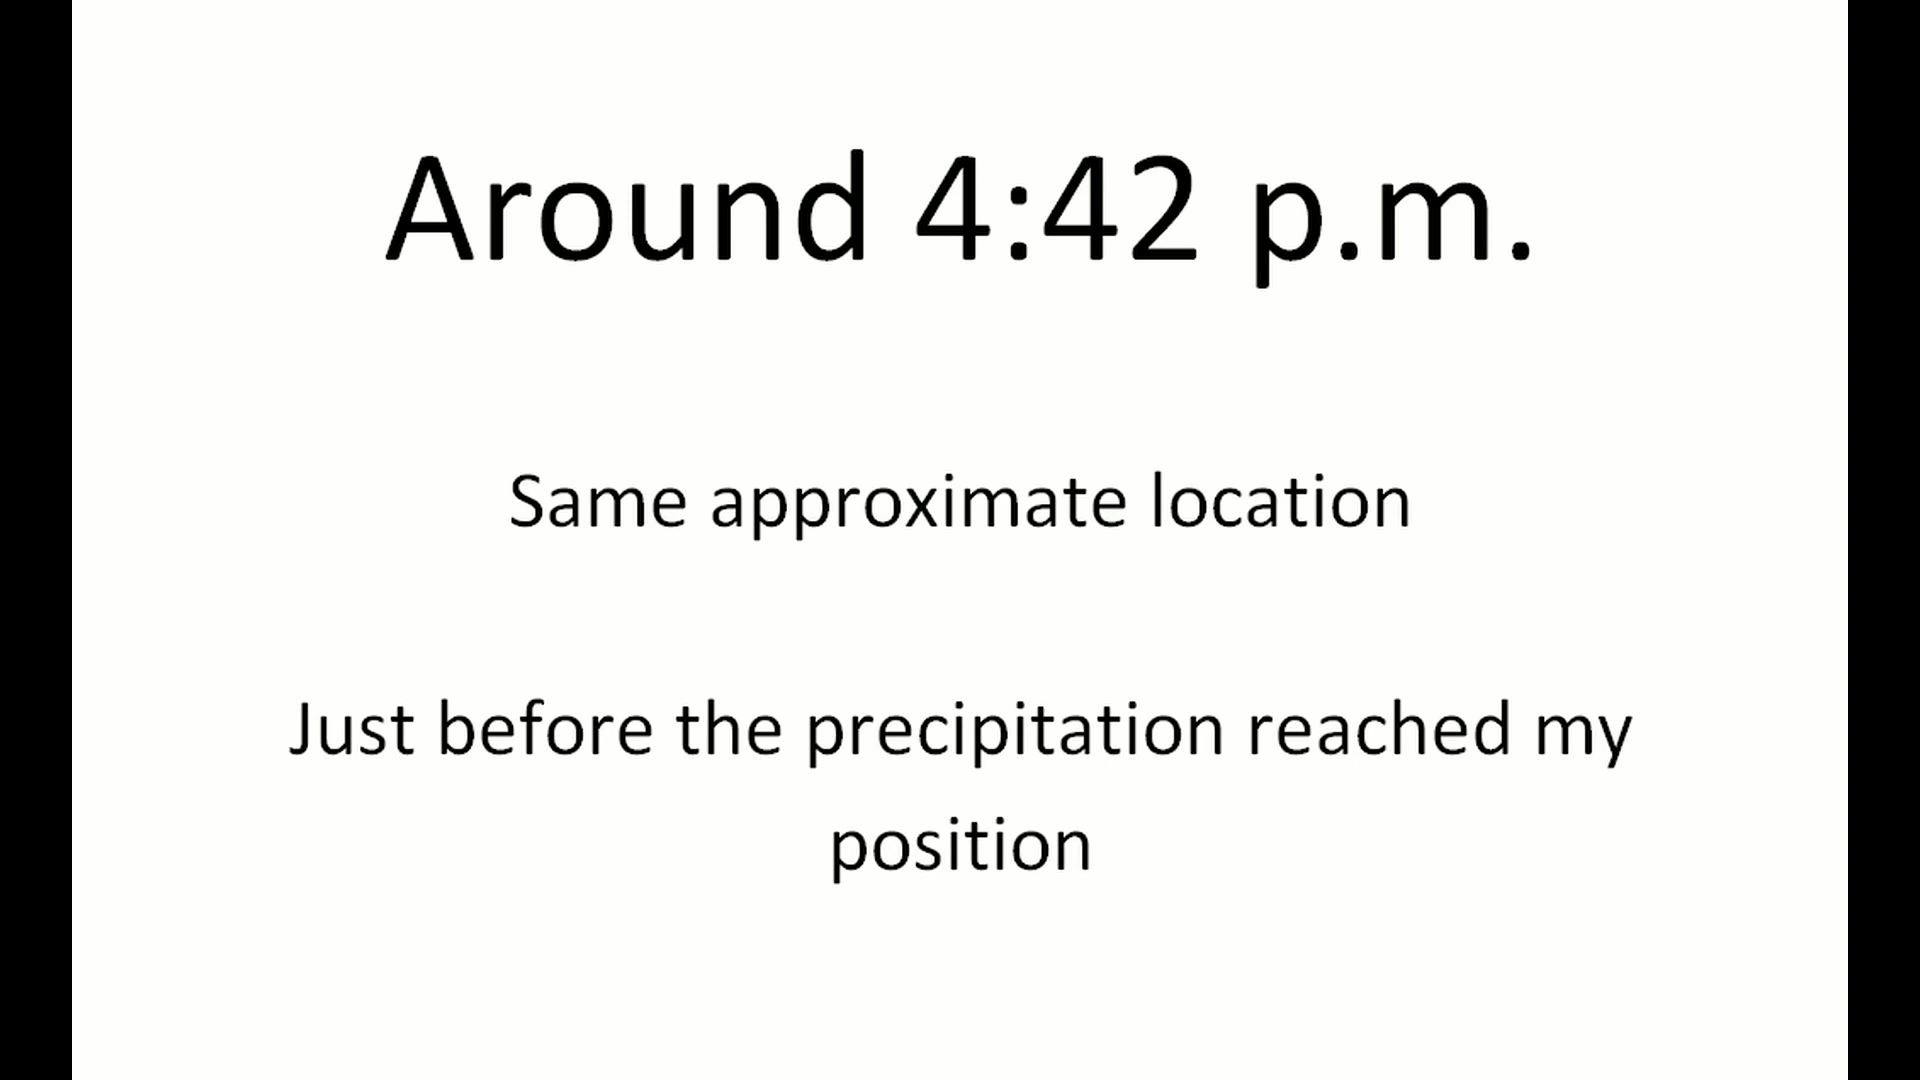 Around 4:42 p.m.
Same approximate location
Just before the precipitation reached my
position